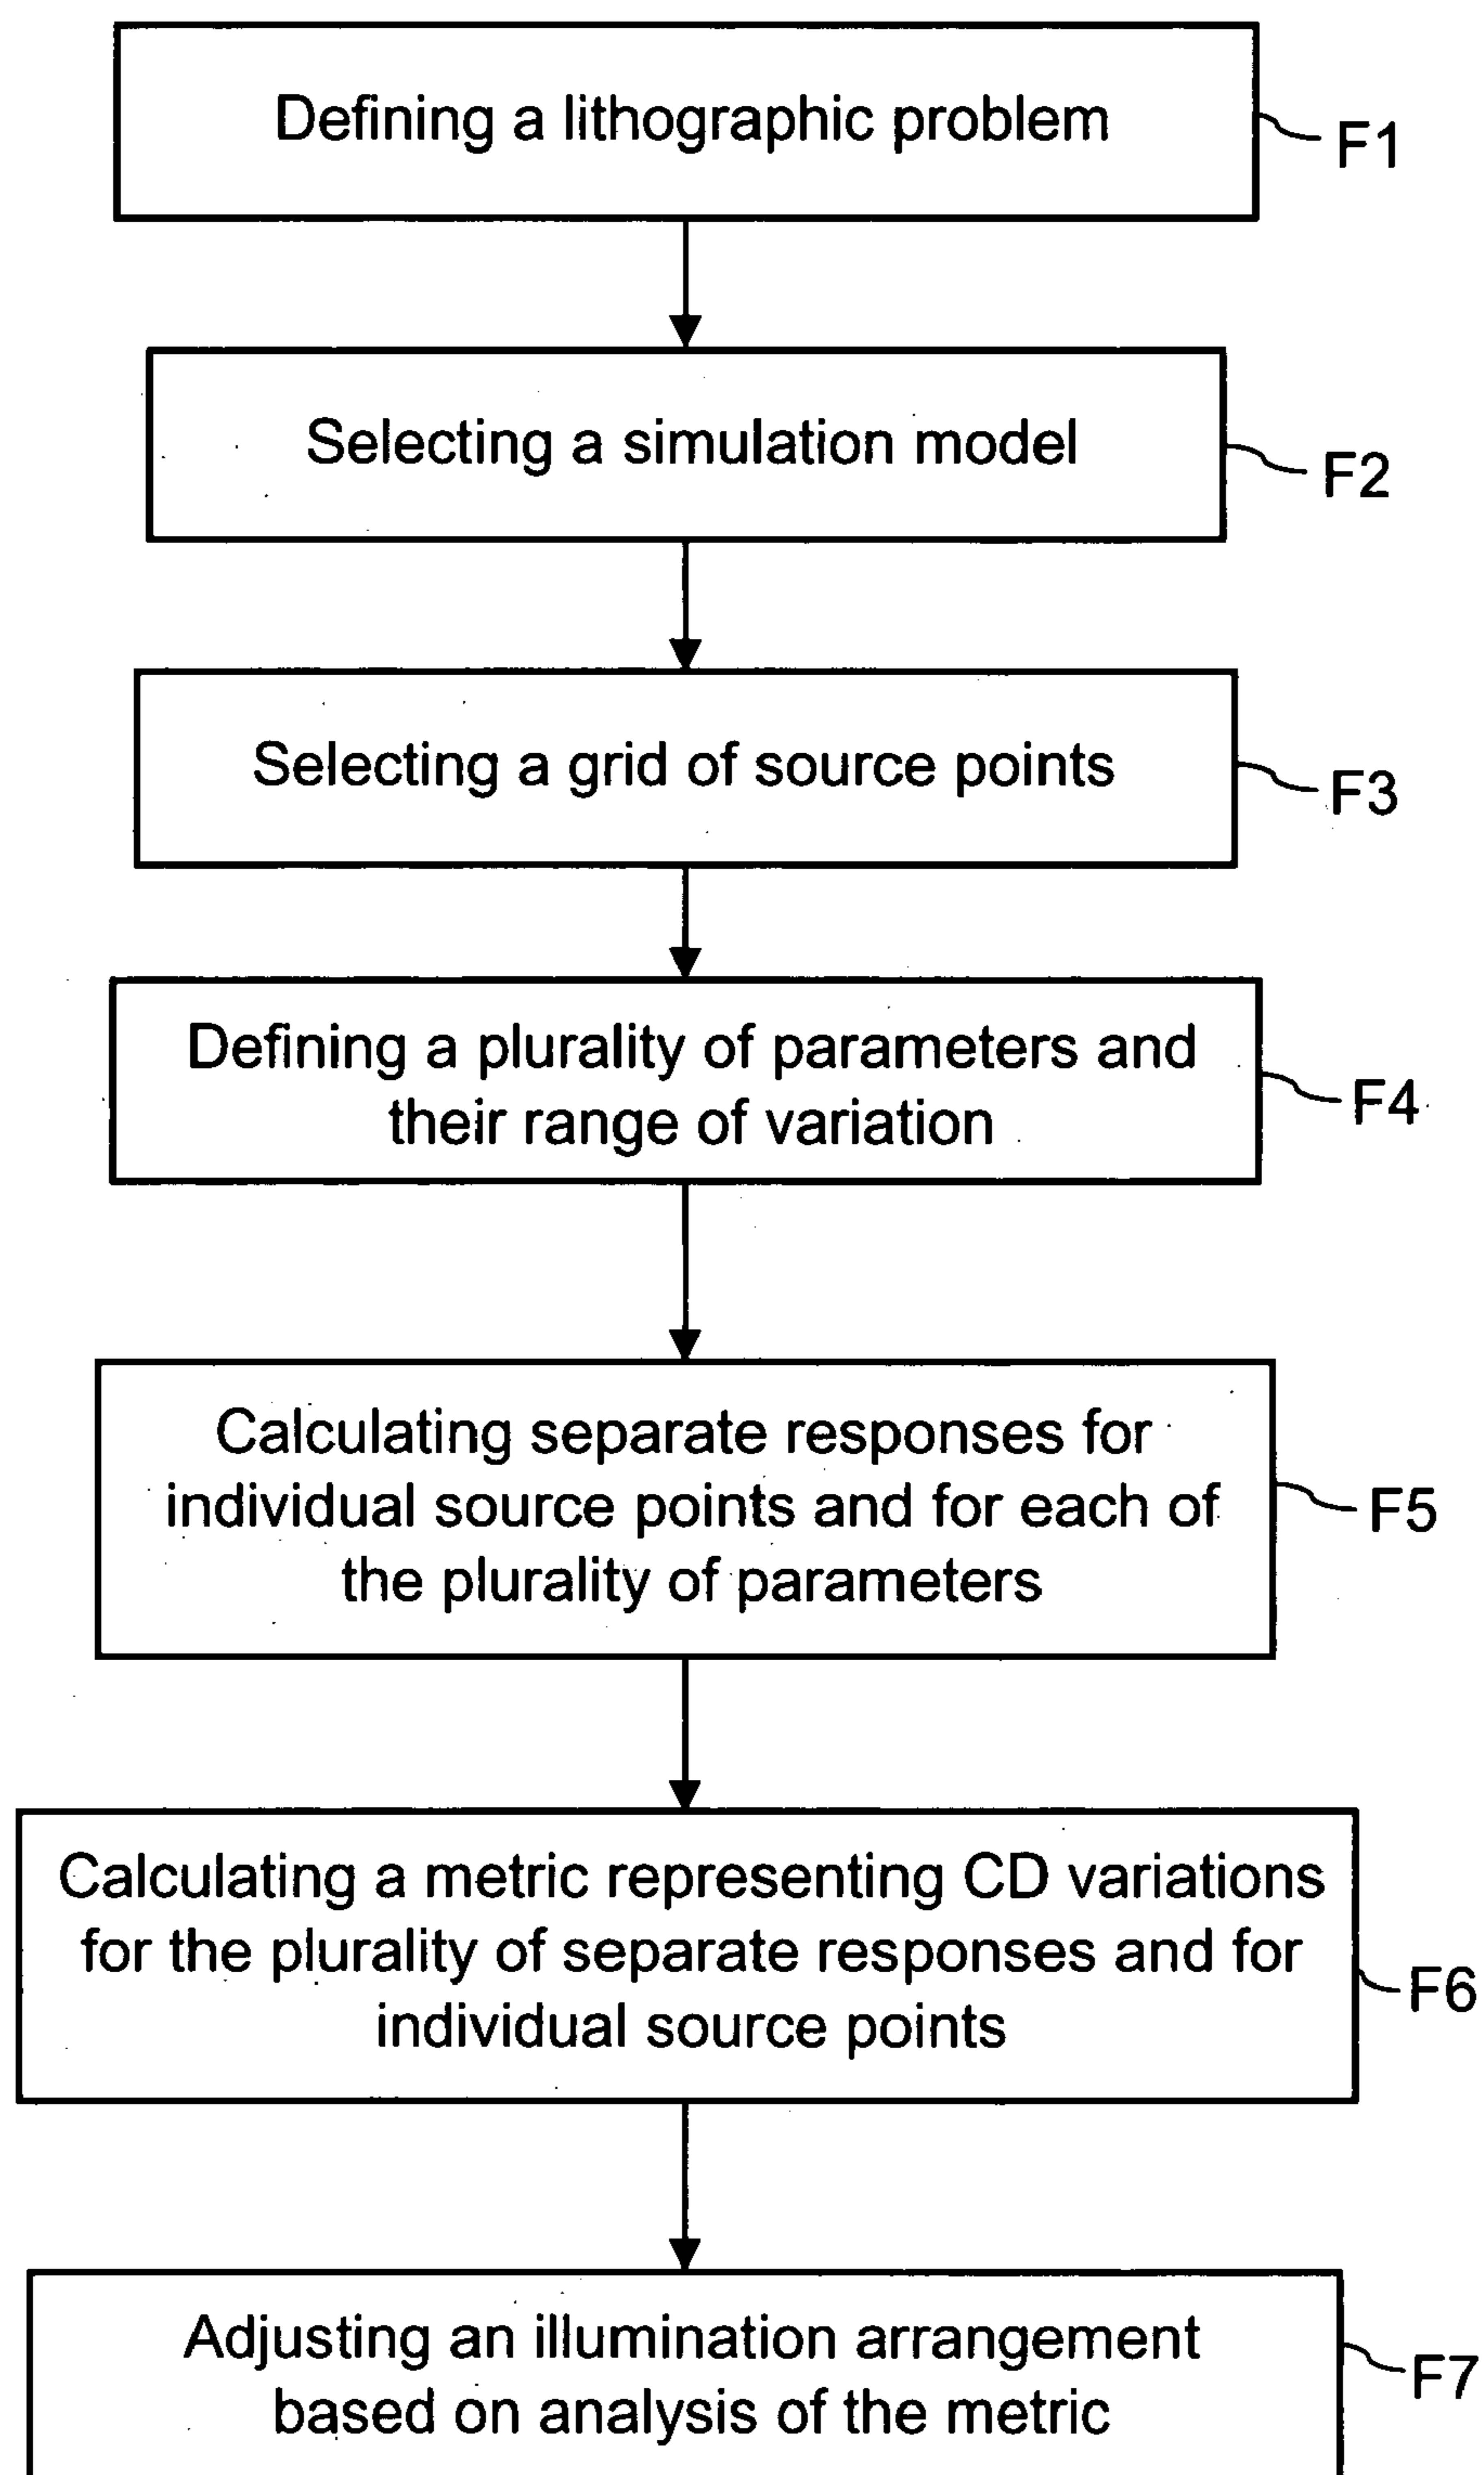 Defining a lithographic problem
F1
Selecting a simulation model
F2
Selecting a grid of source points
F3
Defining a plurality of parameters and
their range of variation
F4
Calculating separate responses for
individual source points and for each of
the plurality of parameters
F5
Calculating a metric representing CD variations
for the plurality of separate responses and for
individual source points
F6
Adjusting an illumination arrangement
based on analysis of the metric
F7